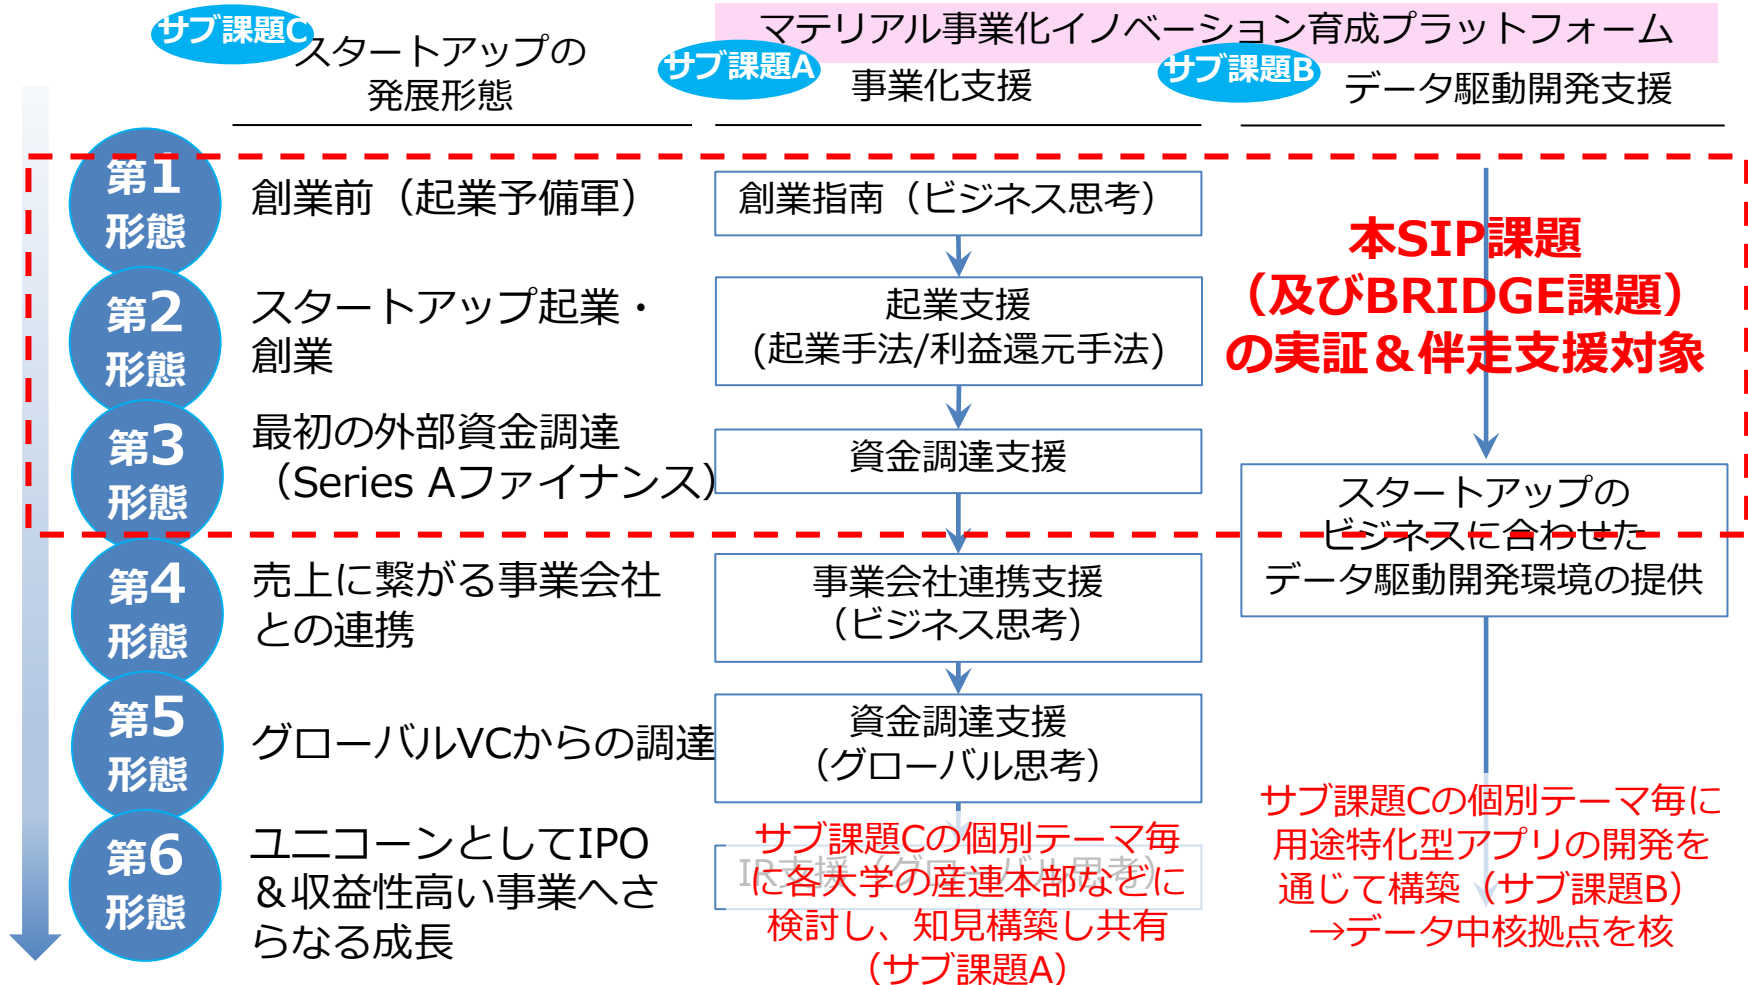 サブ課題C
スタートアップの
発展形態
マテリアル事業化イノベーション育成プラットフォーム
サブ課題A
事業化支援
サブ課題B
データ駆動開発支援
第1
形態
創業前（起業予備軍）
創業指南（ビジネス思考）
本SIP課題
（及びBRIDGE課題）
の実証＆伴走支援対象
第2
形態
スタートアップ起業・
創業
起業支援
(起業手法/利益還元手法)
第3
形態
最初の外部資金調達
（Series Aファイナンス）
資金調達支援
スタートアップの
ビジネスに合わせた
データ駆動開発環境の提供
第4
形態
売上に繋がる事業会社
との連携
事業会社連携支援
（ビジネス思考）
第5
形態
グローバルVCからの調達
資金調達支援
（グローバル思考）
第6
形態
ユニコーンとしてIPO
＆収益性高い事業へさ
らなる成長
IR支援（グローバル思考）
サブ課題Cの個別テーマ毎
に各大学の産連本部などに
検討し、知見構築し共有
（サブ課題A）
サブ課題Cの個別テーマ毎に
用途特化型アプリの開発を
通じて構築（サブ課題B）
→データ中核拠点を核